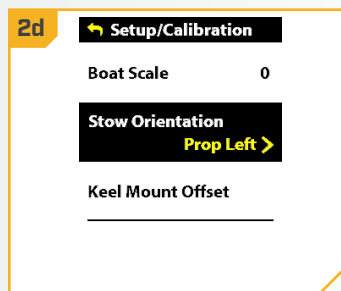 2d
Setup/Calibration
Boat Scale 0
Stow Orientation
Prop Left >
Keel Mount Offset